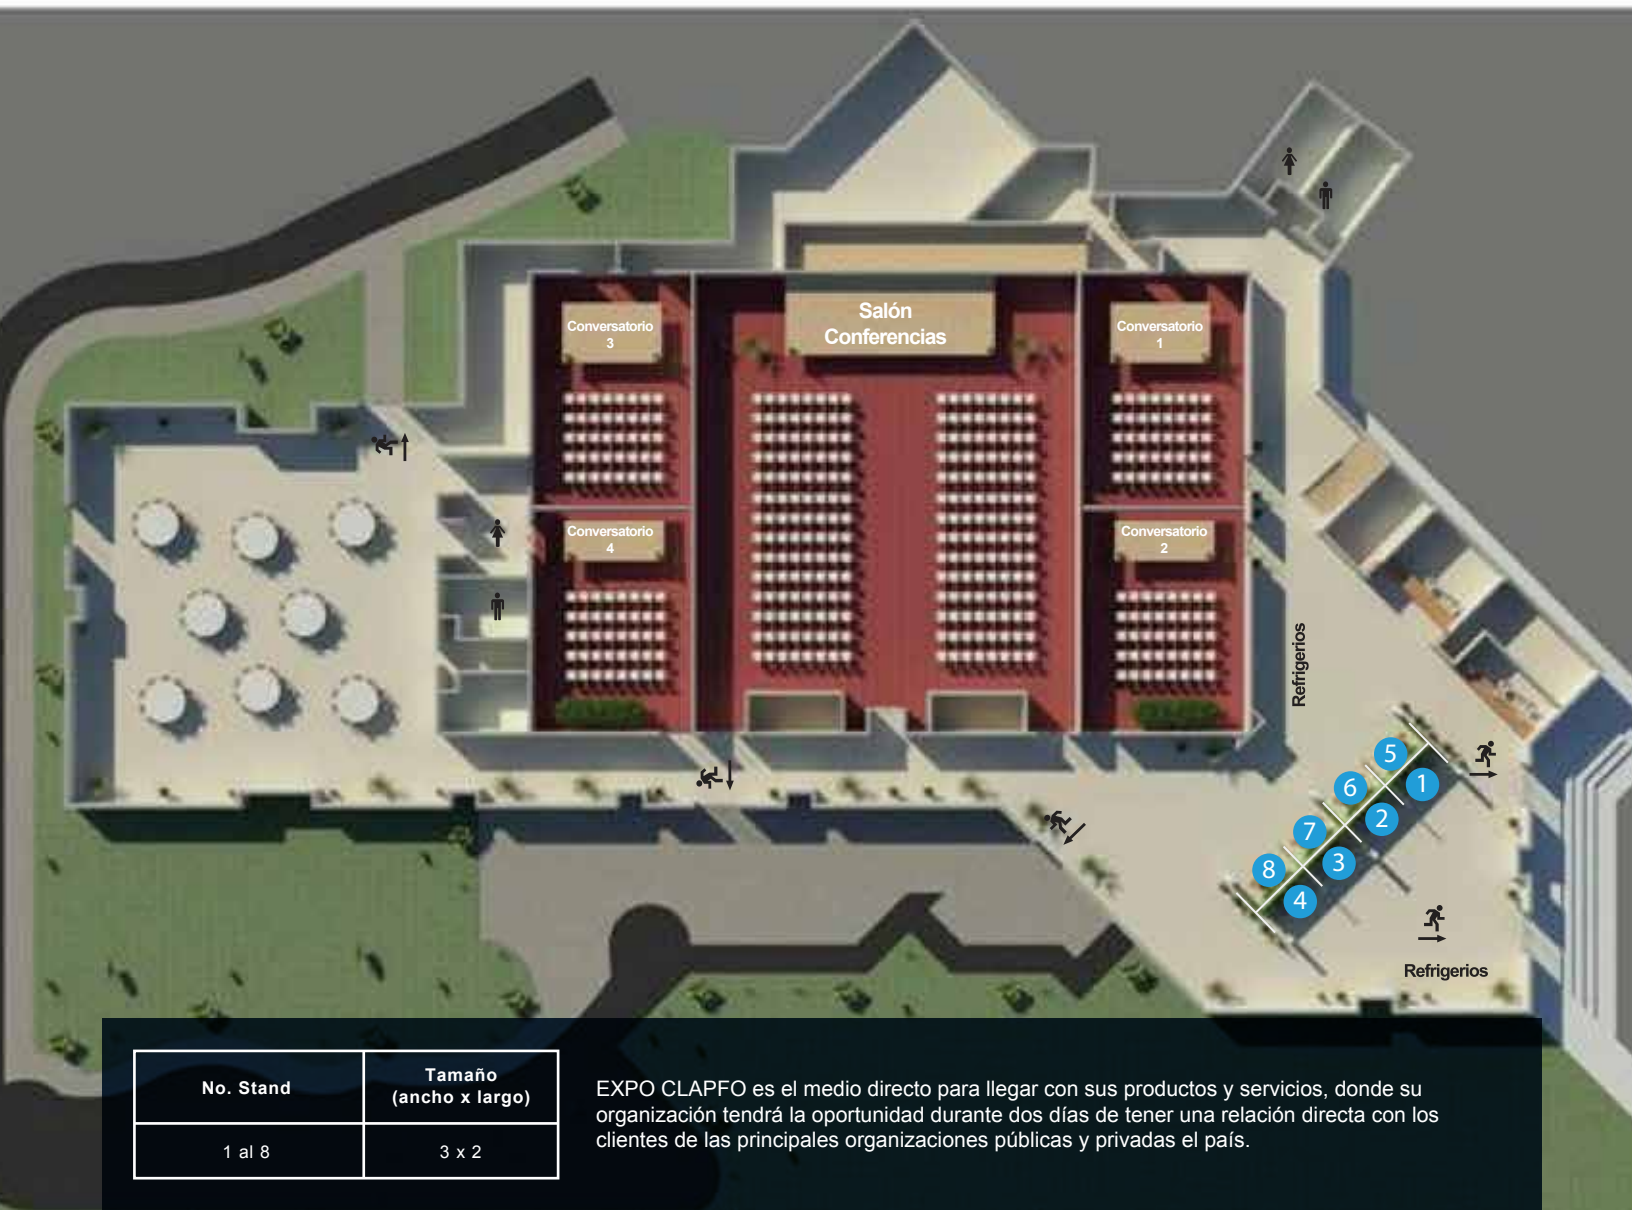 Salón
Conferencias
Conversatorio
3
Conversatorio
1
Conversatorio
4
Conversatorio
2
Refrigerios
5
1
6
2
7
3
8
4
Refrigerios
No. Stand
Tamaño
(ancho x largo)
1 al 8
3 x 2
EXPO CLAPFO es el medio directo para llegar con sus productos y servicios, donde su
organización tendrá la oportunidad durante dos días de tener una relación directa con los
clientes de las principales organizaciones públicas y privadas el país.